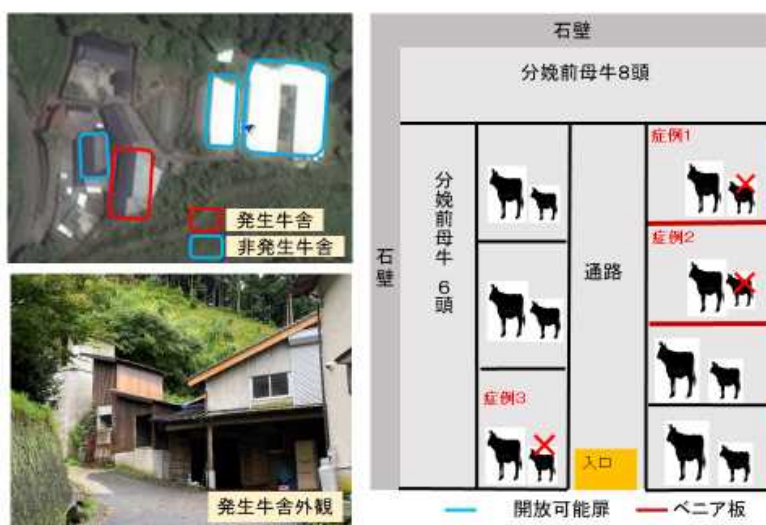 発生牛舎
非発生牛舎
発生牛舎外観
石壁
石壁
分娩前母牛8頭
分娩前母牛 6頭
症例1
症例2
症例3
通路
入口
開放可能扉
ベニア板